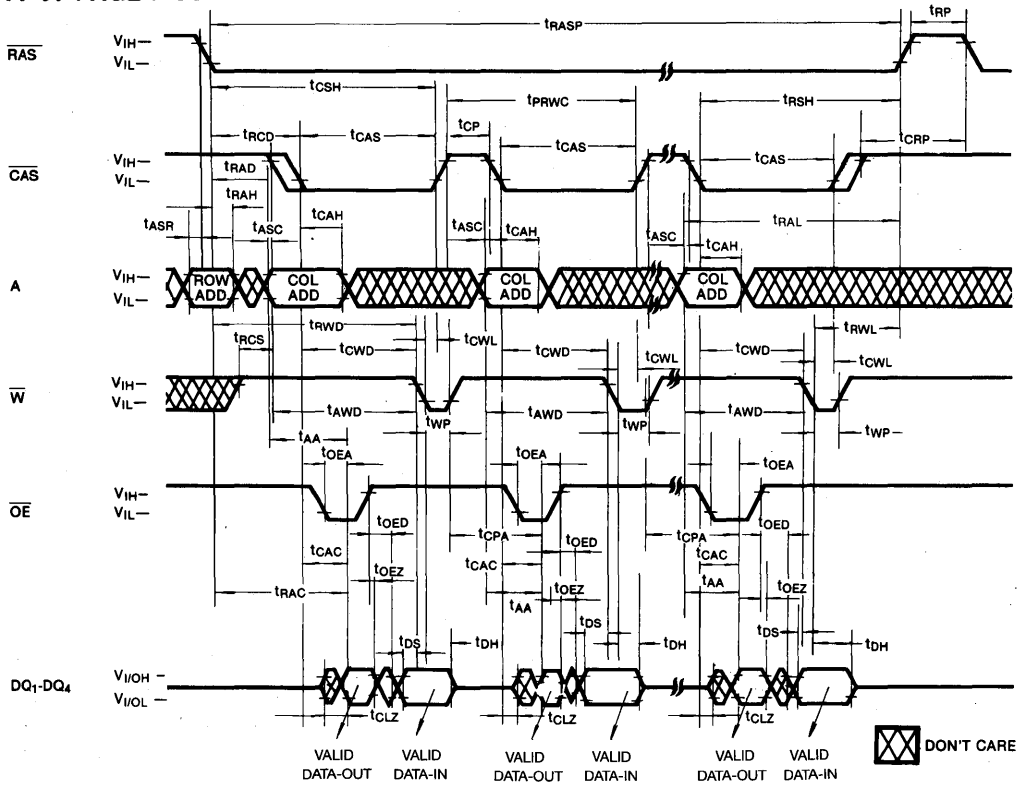 tRASP
tRP
RAS
VIH
VIL
tCSH
tPRWC
tRSH
tRCD
tCAS
tCP
tCAS
tCAS
tCRP
CAS
VIH
VIL
tRAD
tRAH
tASR
tASC
tCAH
tASC
tCAH
tASC
tRAL
tCAH
A
VIH
VIL
ROW ADD
COL ADD
COL ADD
COL ADD
tRWD
tRWL
tRCS
tCWD
tCWL
tCWD
tCWL
tCWD
tCWL
W
VIH
VIL
tAWD
tWP
tAWD
tWP
tAWD
tWP
tAA
tOEA
tOEA
tOEA
OE
VIH
VIL
tOED
tCPA
tOED
tCPA
tOED
tCAC
tCAC
tCAC
tOEZ
tOEZ
tAA
tOEZ
tRAC
tAA
tDS
tDH
tDS
tDH
tDS
tDH
DQ1-DQ4
VI/OH
VI/OL
tCLZ
tCLZ
tCLZ
VALID DATA-OUT
VALID DATA-IN
VALID DATA-OUT
VALID DATA-IN
VALID DATA-OUT
VALID DATA-IN
DON'T CARE